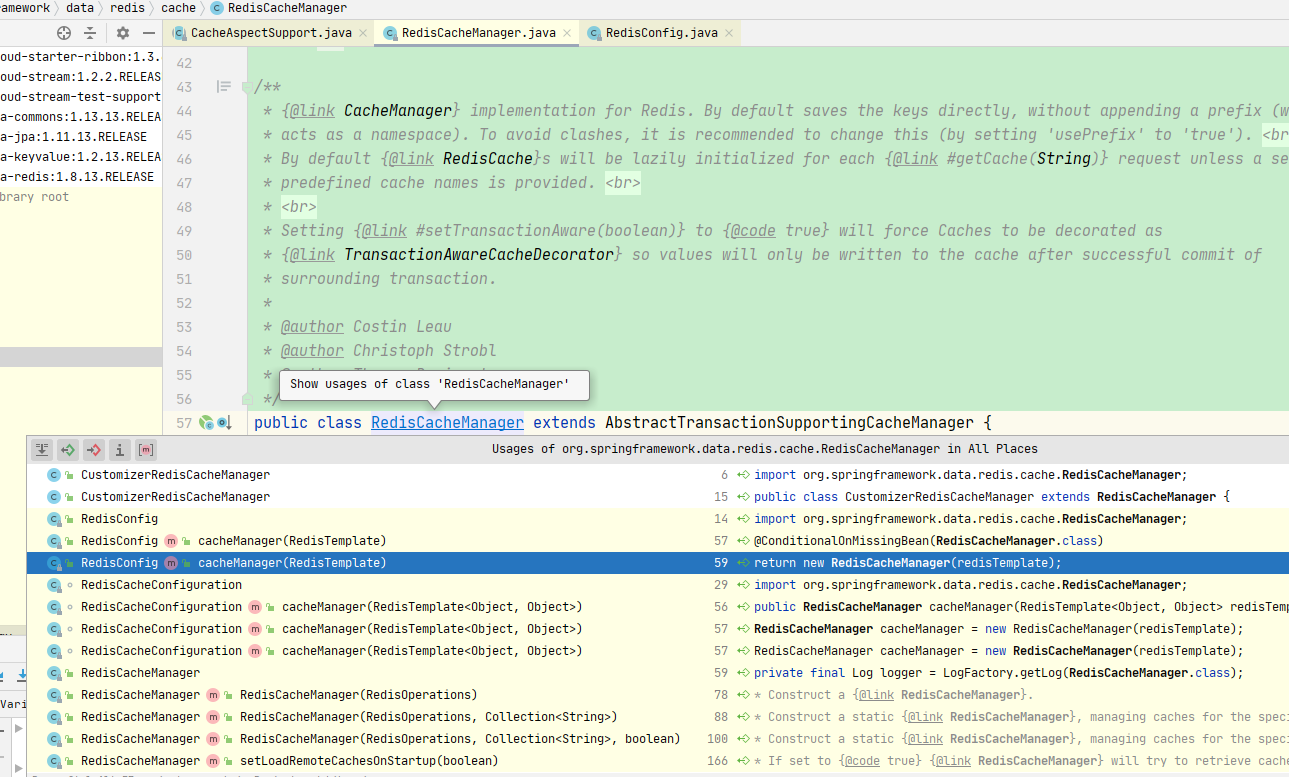 ramework data redis cache RedisCacheManager
CacheAspectSupport.java RedisCacheManager.java RedisConfig.java
oud-starter-ribbon:1.3.
oud-stream:1.2.2.RELEAS
oud-stream-test-support
a-commons:1.13.13.RELEA
a-jpa:1.11.13.RELEASE
a-keyvalue:1.2.13.RELEA
a-redis:1.8.13.RELEASE
brary root
42
43 /**
44 * {@link CacheManager} implementation for Redis. By default saves the keys directly, without appending a prefix (w
45 * acts as a namespace). To avoid clashes, it is recommended to change this (by setting 'usePrefix' to 'true'). <br
46 * By default {@link RedisCache}s will be lazily initialized for each {@link #getCache(String)} request unless a se
47 * predefined cache names is provided. <br>
48 * <br>
49 * Setting {@link #setTransactionAware(boolean)} to {@code true} will force Caches to be decorated as
50 * {@link TransactionAwareCacheDecorator} so values will only be written to the cache after successful commit of
51 * surrounding transaction.
52 *
53 * @author Costin Leau
54 * @author Christoph Strobl
55 *
Show usages of class 'RedisCacheManager'
56 */
57 public class RedisCacheManager extends AbstractTransactionSupportingCacheManager {
Usages of org.springframework.data.redis.cache.RedisCacheManager in All Places
CustomizerRedisCacheManager 6 import org.springframework.data.redis.cache.RedisCacheManager;
CustomizerRedisCacheManager 15 public class CustomizerRedisCacheManager extends RedisCacheManager {
RedisConfig 14 import org.springframework.data.redis.cache.RedisCacheManager;
RedisConfig cacheManager(RedisTemplate) 57 @ConditionalOnMissingBean(RedisCacheManager.class)
RedisConfig cacheManager(RedisTemplate) 59 return new RedisCacheManager(redisTemplate);
RedisCacheConfiguration 29 import org.springframework.data.redis.cache.RedisCacheManager;
RedisCacheConfiguration cacheManager(RedisTemplate<Object, Object>) 56 public RedisCacheManager cacheManager(RedisTemplate<Object, Object> redisTemp
RedisCacheConfiguration cacheManager(RedisTemplate<Object, Object>) 57 RedisCacheManager cacheManager = new RedisCacheManager(redisTemplate);
RedisCacheConfiguration cacheManager(RedisTemplate<Object, Object>) 57 RedisCacheManager cacheManager = new RedisCacheManager(redisTemplate);
RedisCacheManager 59 private final Log logger = LogFactory.getLog(RedisCacheManager.class);
RedisCacheManager RedisCacheManager(RedisOperations) 78 * Construct a {@link RedisCacheManager}.
Vari
RedisCacheManager RedisCacheManager(RedisOperations, Collection<String>) 88 * Construct a static {@link RedisCacheManager}, managing caches for the speci
RedisCacheManager RedisCacheManager(RedisOperations, Collection<String>, boolean) 100 * Construct a static {@link RedisCacheManager}, managing caches for the speci
RedisCacheManager setLoadRemoteCachesOnStartup(boolean) 166 * If set to {@code true} {@link RedisCacheManager} will try to retrieve cache